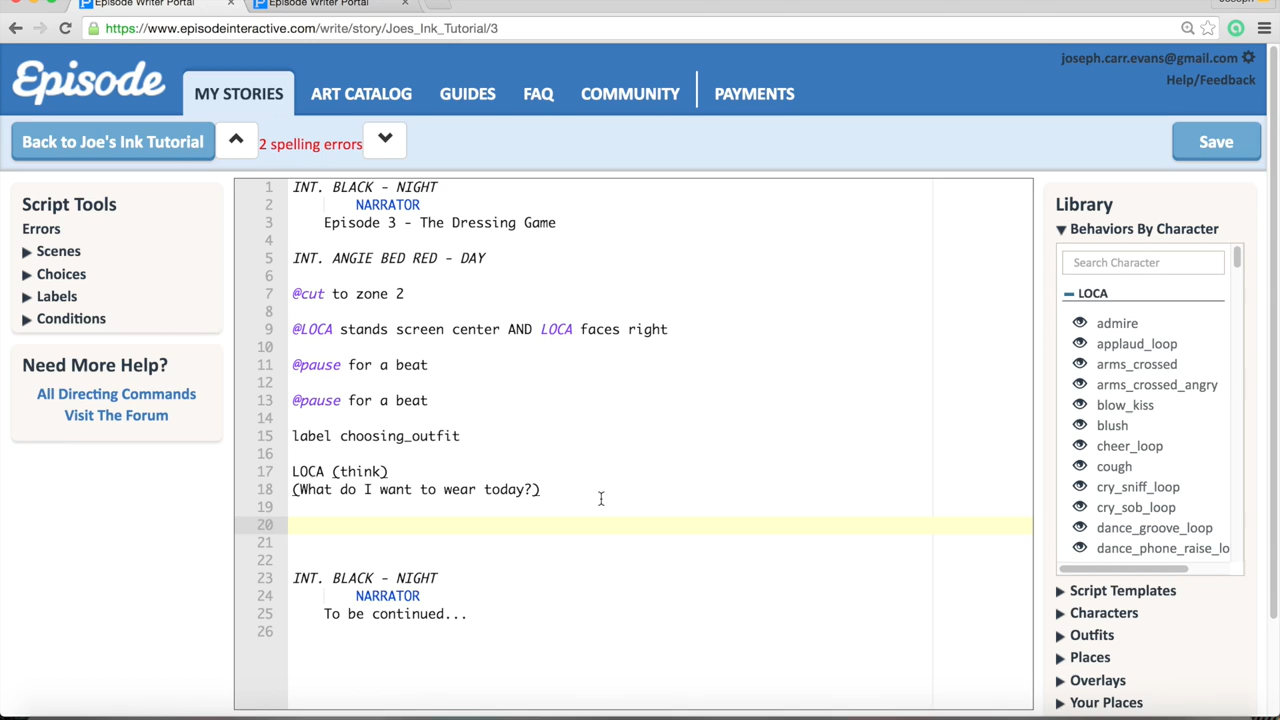 Episode Writer Portal
Episode Writer Portal
https://www.episodeinteractive.com/write/story/Joes_Ink_Tutorial/3
joseph.carr.evans@gmail.com
Help/Feedback
Episode
MY STORIES
ART CATALOG
GUIDES
FAQ
COMMUNITY
PAYMENTS
Back to Joe's Ink Tutorial
2 spelling errors
Save
Script Tools
Errors
Scenes
Choices
Labels
Conditions
Need More Help?
All Directing Commands
Visit The Forum
1 INT. BLACK - NIGHT
2 NARRATOR
3 Episode 3 - The Dressing Game
4
5 INT. ANGIE BED RED - DAY
6
7 @cut to zone 2
8
9 @LOCA stands screen center AND LOCA faces right
10
11 @pause for a beat
12
13 @pause for a beat
14
15 label choosing_outfit
16
17 LOCA (think)
18 (What do I want to wear today?)
19
20
21
22
23 INT. BLACK - NIGHT
24 NARRATOR
25 To be continued...
26
Library
Behaviors By Character
Search Character
LOCA
admire
applaud_loop
arms_crossed
arms_crossed_angry
blow_kiss
blush
cheer_loop
cough
cry_sniff_loop
cry_sob_loop
dance_groove_loop
dance_phone_raise_lo
Script Templates
Characters
Outfits
Places
Overlays
Your Places